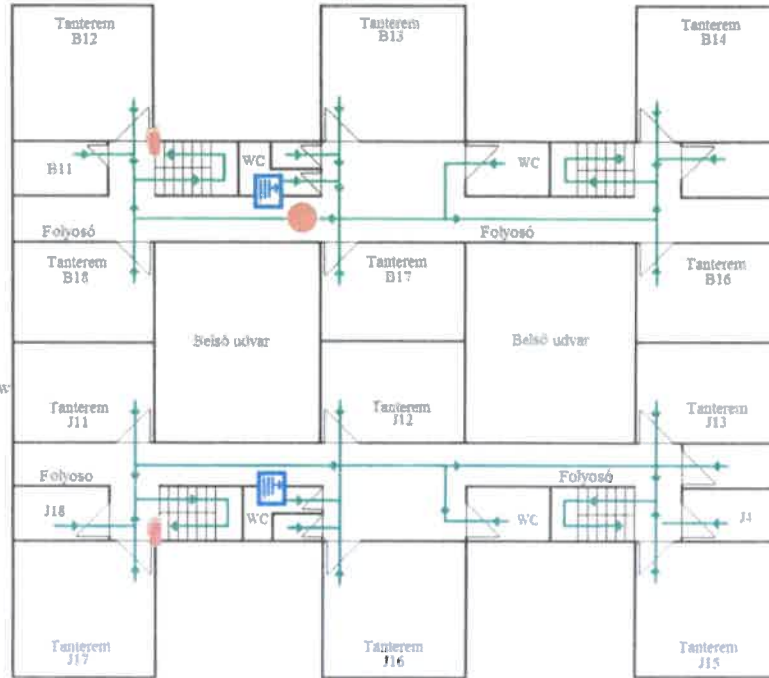 Tanterem
B12
Tanterem
B13
Tanterem
B14
B11
WC
WC
Folyosó
Folyosó
Tanterem
B18
Tanterem
B17
Tanterem
B16
Belső udvar
Belső udvar
W
Tanterem
J11
Tanterem
J12
Tanterem
J13
Folyoso
Folyosó
J18
WC
WC
J4
Tanterem
J17
Tanterem
J16
Tanterem
J15